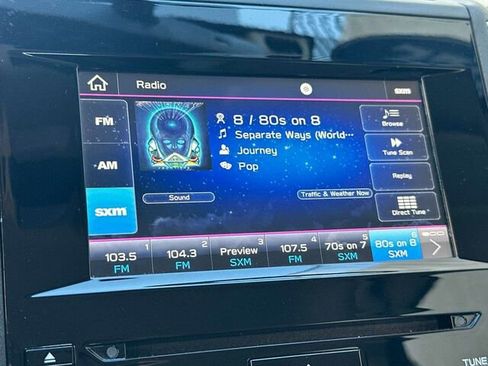 Radio
sxm
FM
AM
sxm
8 / 80s on 8
Separate Ways (World…
Journey
Pop
Sound
Traffic & Weather Now
Browse
Tune Scan
Replay
Direct Tune
1
103.5
FM
2
104.3
FM
3
Preview
SXM
4
107.5
FM
5
70s on 7
SXM
6
80s on 8
SXM
TUNE